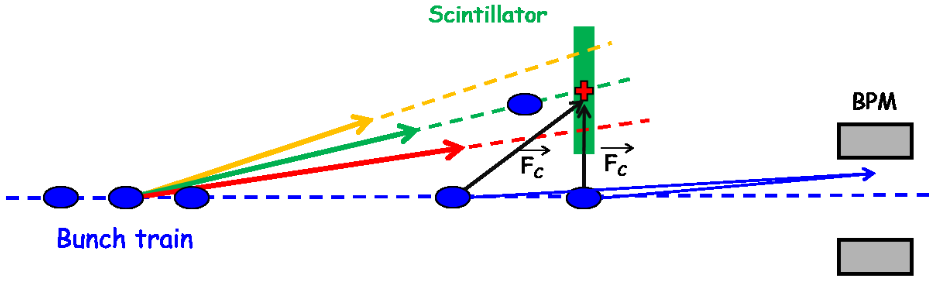 Scintillator
BPM
F_C
F_C
Bunch train